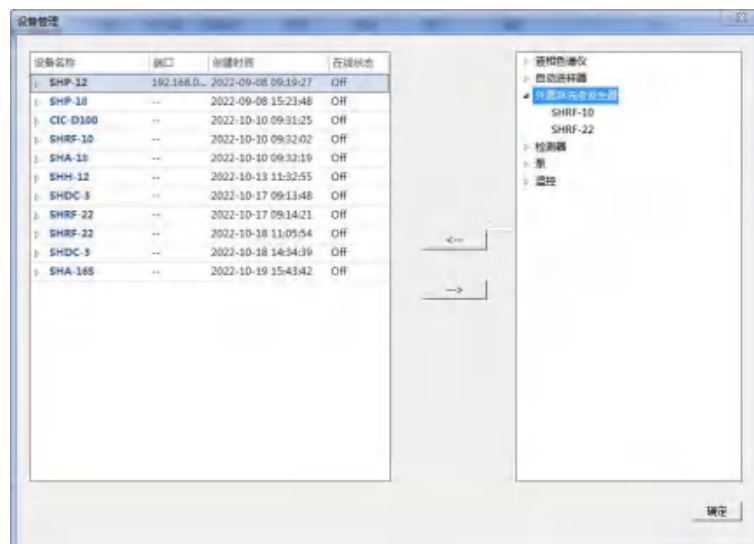 设备管理
设备名称 端口 创建时间 在线状态
SHP-12 192.168.0... 2022-09-08 09:19:27 Off
SHP-18 -- 2022-09-08 15:23:48 Off
CIC-D100 -- 2022-10-10 09:31:25 Off
SHRF-10 -- 2022-10-10 09:32:02 Off
-- 2022-10-10 09:32:19 Off
SHH-12 -- 2022-10-13 11:32:55 Off
SHDC-3 -- 2022-10-17 09:13:48 Off
SHRF-22 -- 2022-10-17 09:14:21 Off
SHRF-22 -- 2022-10-18 11:05:54 Off
SHDC-3 -- 2022-10-18 14:34:39 Off
SHA-16S -- 2022-10-19 15:43:42 Off
<---
--->
液相色谱仪
自动进样器
SHRF-10
SHRF-22
检测器
泵
温控
确定